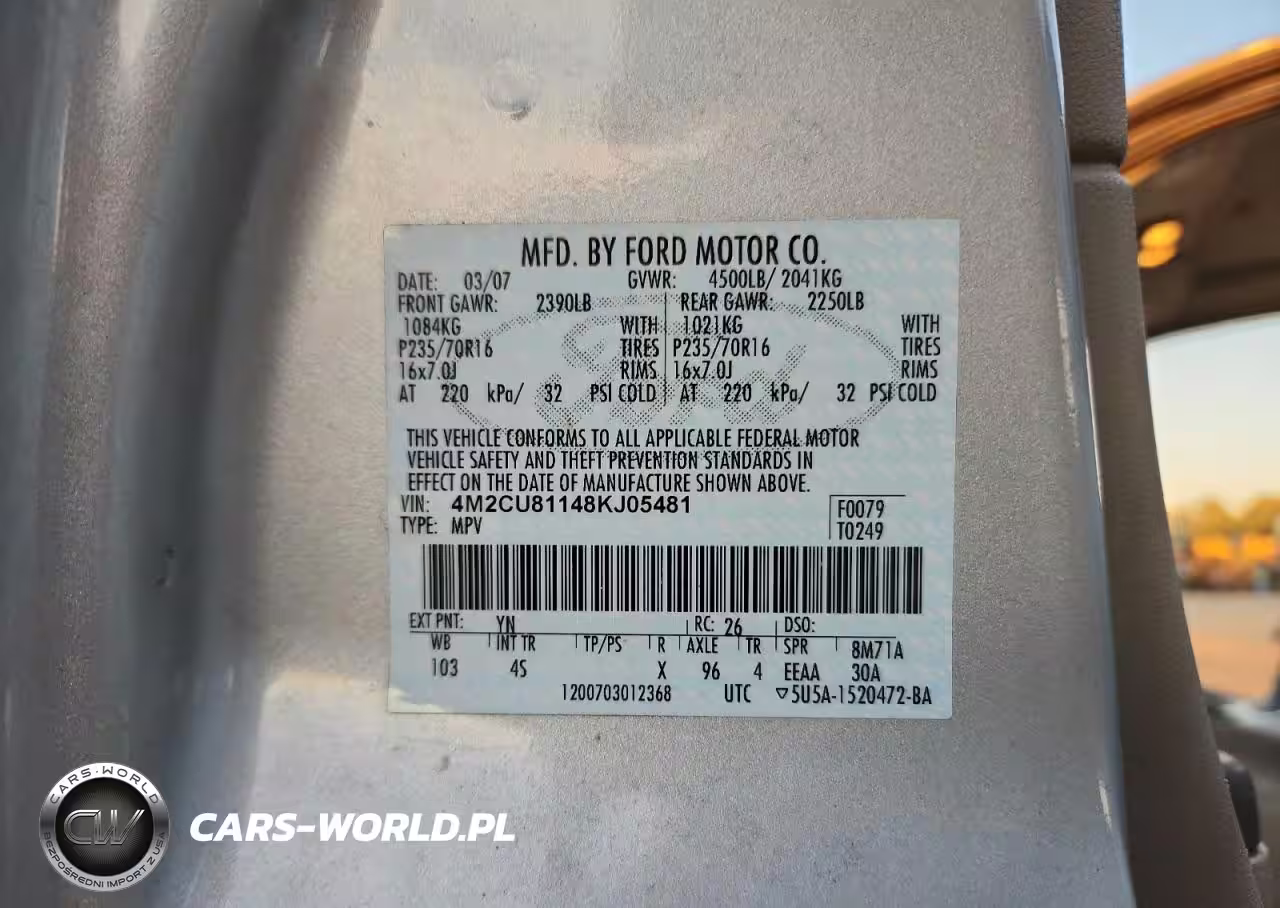 MFD. BY FORD MOTOR CO.
DATE: 03/07 GVWR: 4500LB/ 2041KG
FRONT GAWR: 2390LB REAR GAWR: 2250LB
1084KG WITH 1021KG WITH
P235/70R16 TIRES P235/70R16 TIRES
16x7.0J RIMS 16x7.0J RIMS
AT 220 kPa/ 32 PSI COLD AT 220 kPa/ 32 PSI COLD
Ford
THIS VEHICLE CONFORMS TO ALL APPLICABLE FEDERAL MOTOR
VEHICLE SAFETY AND THEFT PREVENTION STANDARDS IN
EFFECT ON THE DATE OF MANUFACTURE SHOWN ABOVE.
VIN: 4M2CU81148KJ05481 F0079
TYPE: MPV T0249
EXT PNT: YN RC: 26 DSO:
WB INT TR TP/PS R AXLE TR SPR 8M71A
103 4S X 96 4 EEAA 30A
1200703012368 UTC ▽5U5A-1520472-BA
CARS-WORLD
CW
BEZPOŚREDNI IMPORT Z USA
CARS-WORLD.PL